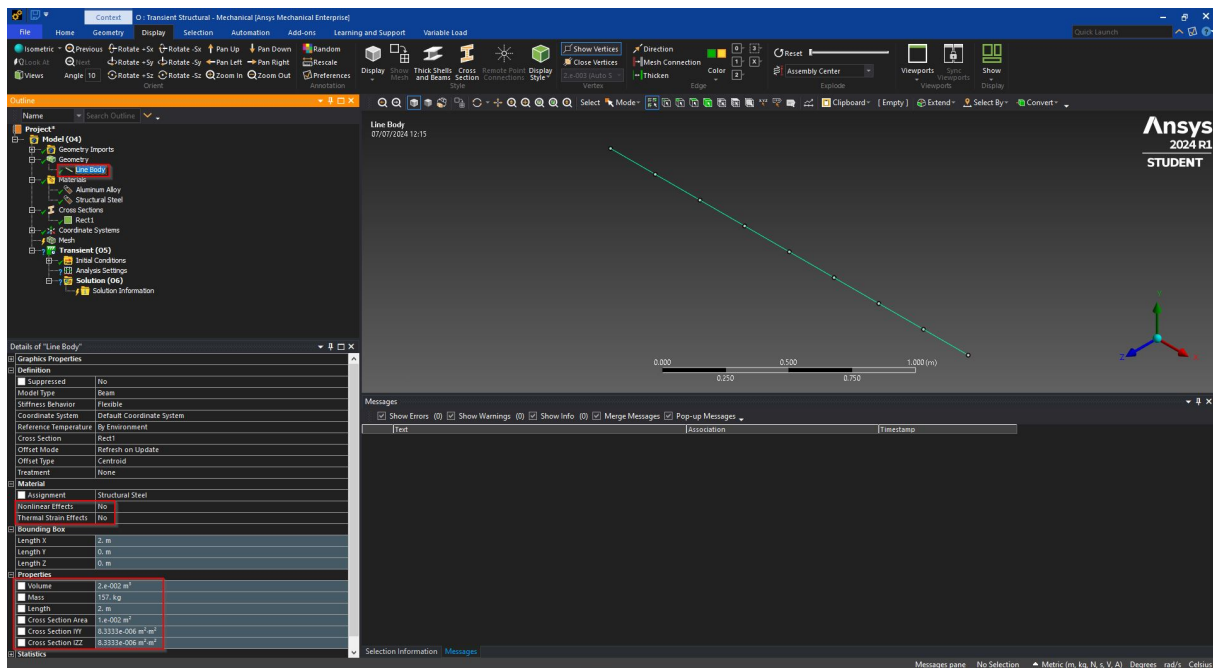 Context
O : Transient Structural - Mechanical [Ansys Mechanical Enterprise]
File Home Geometry Display Selection Automation Add-ons Learning and Support Variable Load
Quick Launch
Isometric Previous Rotate +Sx Rotate -Sx Pan Up Pan Down Random
Look At Next Rotate +Sy Rotate -Sy Pan Left Pan Right Rescale
Views Angle 10 Rotate +Sz Rotate -Sz Zoom In Zoom Out Preferences
Orient Annotation
Display Show Mesh Thick Shells and Beams Cross Section Remote Point Connections Display Style
Style
Show Vertices
Close Vertices
2.e-003 (Auto S
Vertex
Direction
Mesh Connection
Thicken
Color
0 3
1 X
2
Edge
Reset
Assembly Center
Explode
Viewports Sync Viewports
Viewports
Show
Display
Outline
Select Mode Clipboard [ Empty ] Extend Select By Convert
Name Search Outline
Project*
Model (O4)
Geometry Imports
Geometry
Line Body
Materials
Aluminum Alloy
Structural Steel
Cross Sections
Rect1
Coordinate Systems
Mesh
Transient (O5)
Initial Conditions
Analysis Settings
Solution (O6)
Solution Information
Line Body
07/07/2024 12:15
Ansys
2024 R1
STUDENT
Y
Z
X
0.000 0.500 1.000 (m)
0.250 0.750
Details of "Line Body"
Graphics Properties
Definition
Suppressed No
Model Type Beam
Stiffness Behavior Flexible
Coordinate System Default Coordinate System
Reference Temperature By Environment
Cross Section Rect1
Offset Mode Refresh on Update
Offset Type Centroid
Treatment None
Material
Assignment Structural Steel
Nonlinear Effects No
Thermal Strain Effects No
Bounding Box
Length X 2. m
Length Y 0. m
Length Z 0. m
Properties
Volume 2.e-002 m³
Mass 157. kg
Length 2. m
Cross Section Area 1.e-002 m²
Cross Section IYY 8.3333e-006 m²·m²
Cross Section IZZ 8.3333e-006 m²·m²
Statistics
Messages
Show Errors (0) Show Warnings (0) Show Info (0) Merge Messages Pop-up Messages
Text Association Timestamp
Selection Information Messages
Messages pane No Selection Metric (m, kg, N, s, V, A) Degrees rad/s Celsius